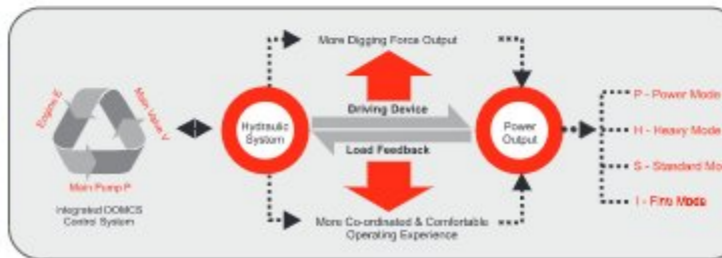 More Digging Force Output
Engine E
Main Valve V
Main Pump P
Integrated DOMCS
Control System
Hydraulic
System
Driving Device
Load Feedback
Power
Output
More Co-ordinated & Comfortable
Operating Experience
P - Power Mode
H - Heavy Mode
S - Standard Mo
I - Fine Mode